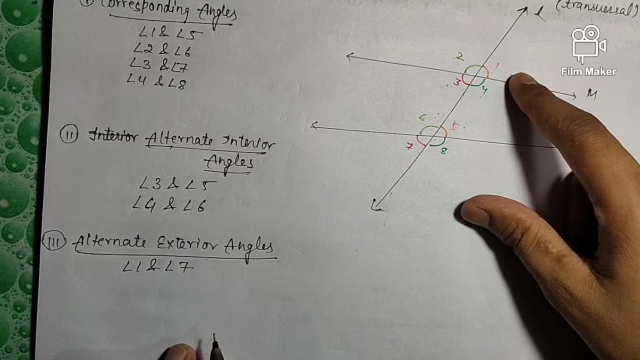 ① Corresponding Angles
∠1 & ∠5
∠2 & ∠6
∠3 & ∠7
∠4 & ∠8
ⓘⓘ Alternate Interior
Angles
∠3 & ∠5
∠4 & ∠6
ⓘⓘⓘ Alternate Exterior Angles
∠1 & ∠7
l (transversal)
2 1
3 4
M
6 5
7 8
Film Maker